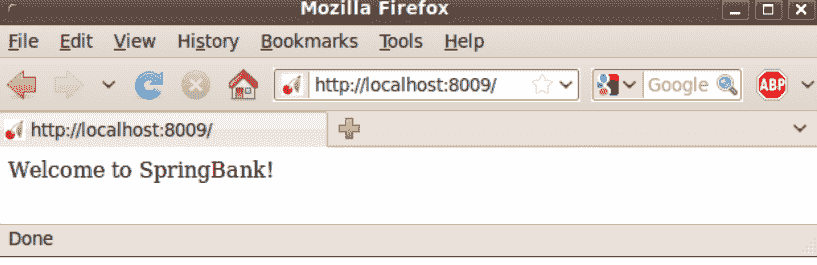 Mozilla Firefox
File Edit View History Bookmarks Tools Help
http://localhost:8009/ Google ABP
http://localhost:8009/
Welcome to SpringBank!
Done